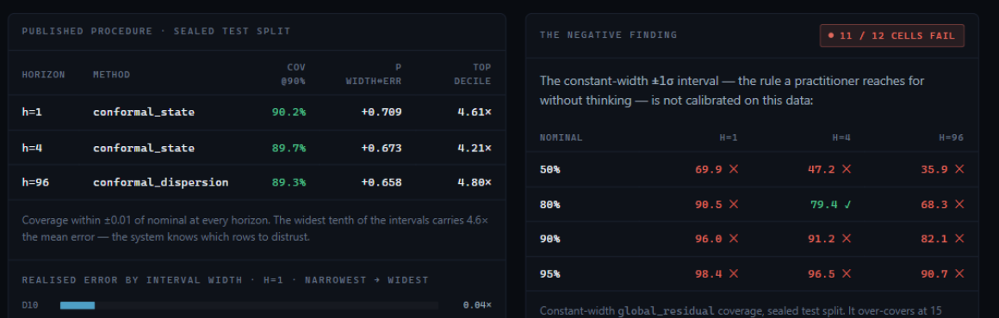 PUBLISHED PROCEDURE · SEALED TEST SPLIT
HORIZON METHOD COV @90% P WIDTH↔ERR TOP DECILE
h=1 conformal_state 90.2% +0.709 4.61×
h=4 conformal_state 89.7% +0.673 4.21×
h=96 conformal_dispersion 89.3% +0.658 4.80×
Coverage within ±0.01 of nominal at every horizon. The widest tenth of the intervals carries 4.6×
the mean error — the system knows which rows to distrust.
REALISED ERROR BY INTERVAL WIDTH · H=1 · NARROWEST → WIDEST
D10 0.04×
THE NEGATIVE FINDING
● 11 / 12 CELLS FAIL
The constant-width ±1σ interval — the rule a practitioner reaches for
without thinking — is not calibrated on this data:
NOMINAL H=1 H=4 H=96
50% 69.9 ✕ 47.2 ✕ 35.9 ✕
80% 90.5 ✕ 79.4 ✓ 68.3 ✕
90% 96.0 ✕ 91.2 ✕ 82.1 ✕
95% 98.4 ✕ 96.5 ✕ 90.7 ✕
Constant-width global_residual coverage, sealed test split. It over-covers at 15